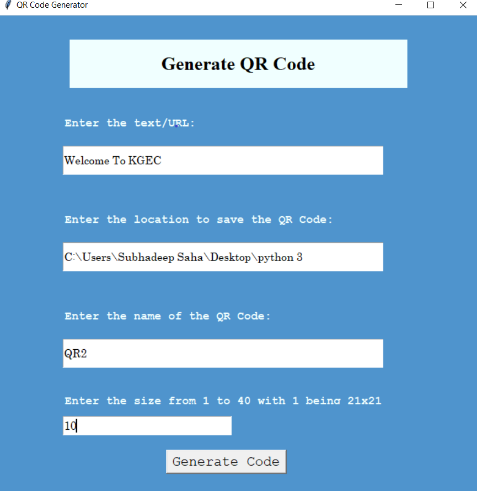 QR Code Generator
Generate QR Code
Enter the text/URL:
Welcome To KGEC
Enter the location to save the QR Code:
C:\Users\Subhadeep Saha\Desktop\python 3
Enter the name of the QR Code:
QR2
Enter the size from 1 to 40 with 1 being 21x21
10
Generate Code